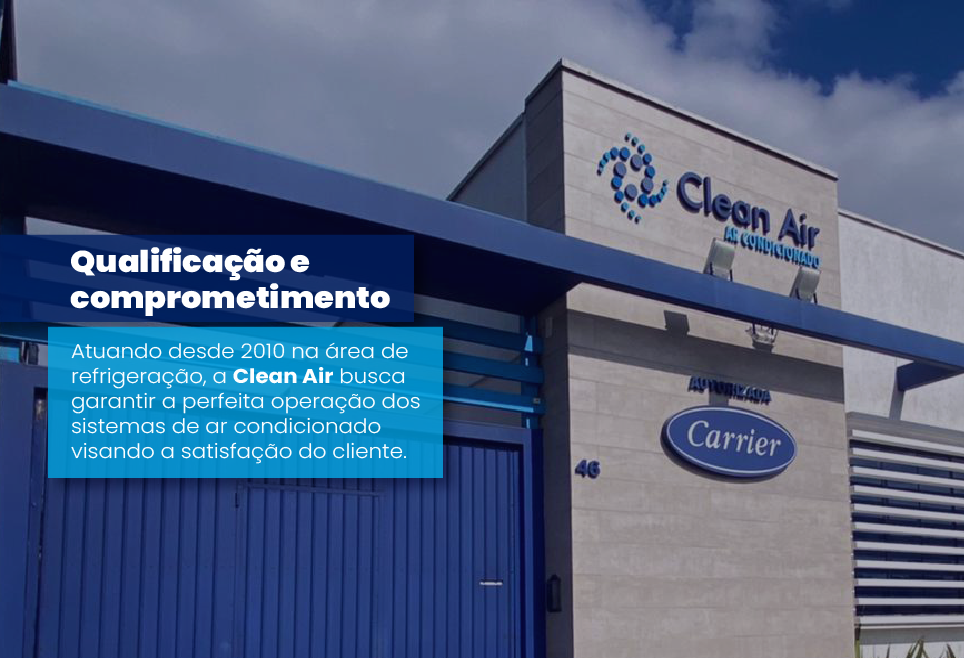 Clean Air
AR CONDICIONADO
Qualificação e
comprometimento
Atuando desde 2010 na área de
refrigeração, a Clean Air busca
garantir a perfeita operação dos
sistemas de ar condicionado
visando a satisfação do cliente.
AUTORIZADA
Carrier
46